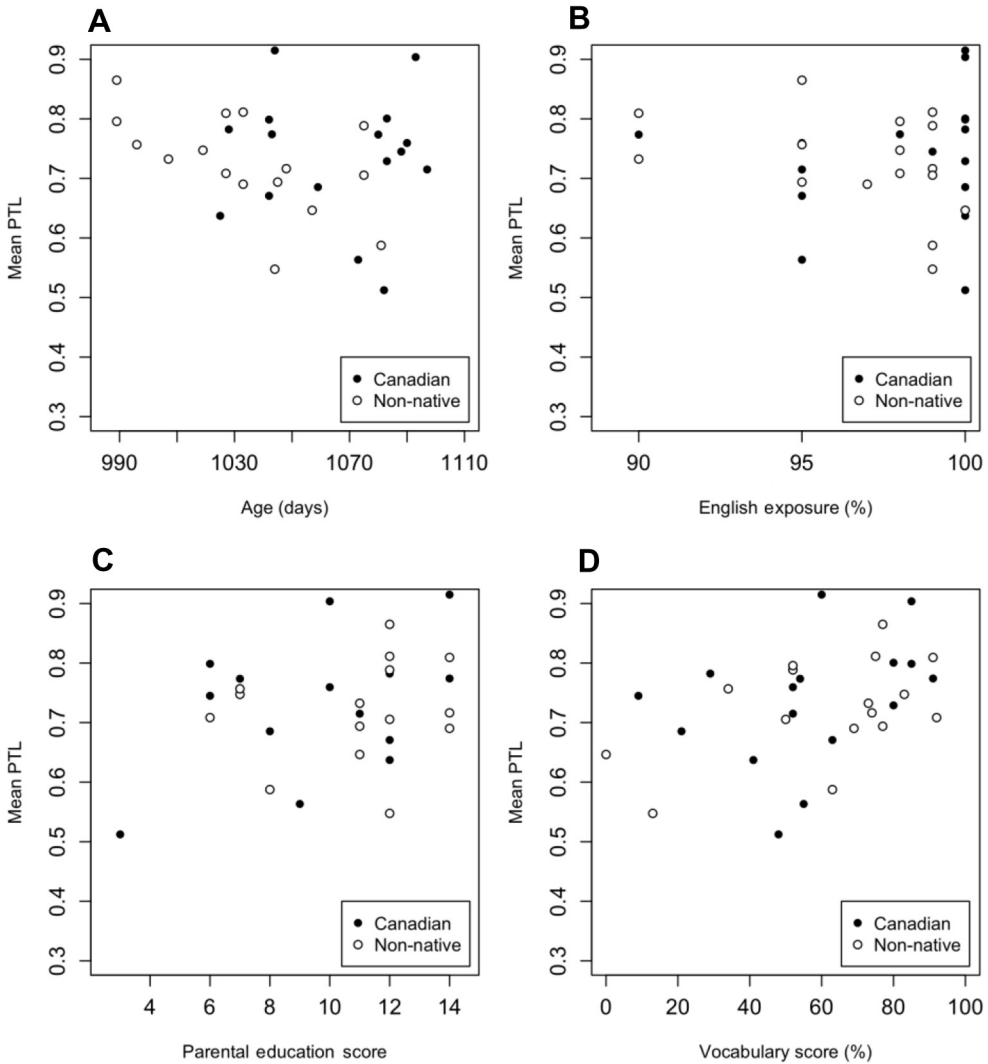 A
B
Mean PTL
0.9
0.8
0.7
0.6
0.5
0.4
0.3
Canadian
Non-native
990 1030 1070 1110
Age (days)
Mean PTL
0.9
0.8
0.7
0.6
0.5
0.4
0.3
Canadian
Non-native
90 95 100
English exposure (%)
C
D
Mean PTL
0.9
0.8
0.7
0.6
0.5
0.4
0.3
Canadian
Non-native
4 6 8 10 12 14
Parental education score
Mean PTL
0.9
0.8
0.7
0.6
0.5
0.4
0.3
Canadian
Non-native
0 20 40 60 80 100
Vocabulary score (%)